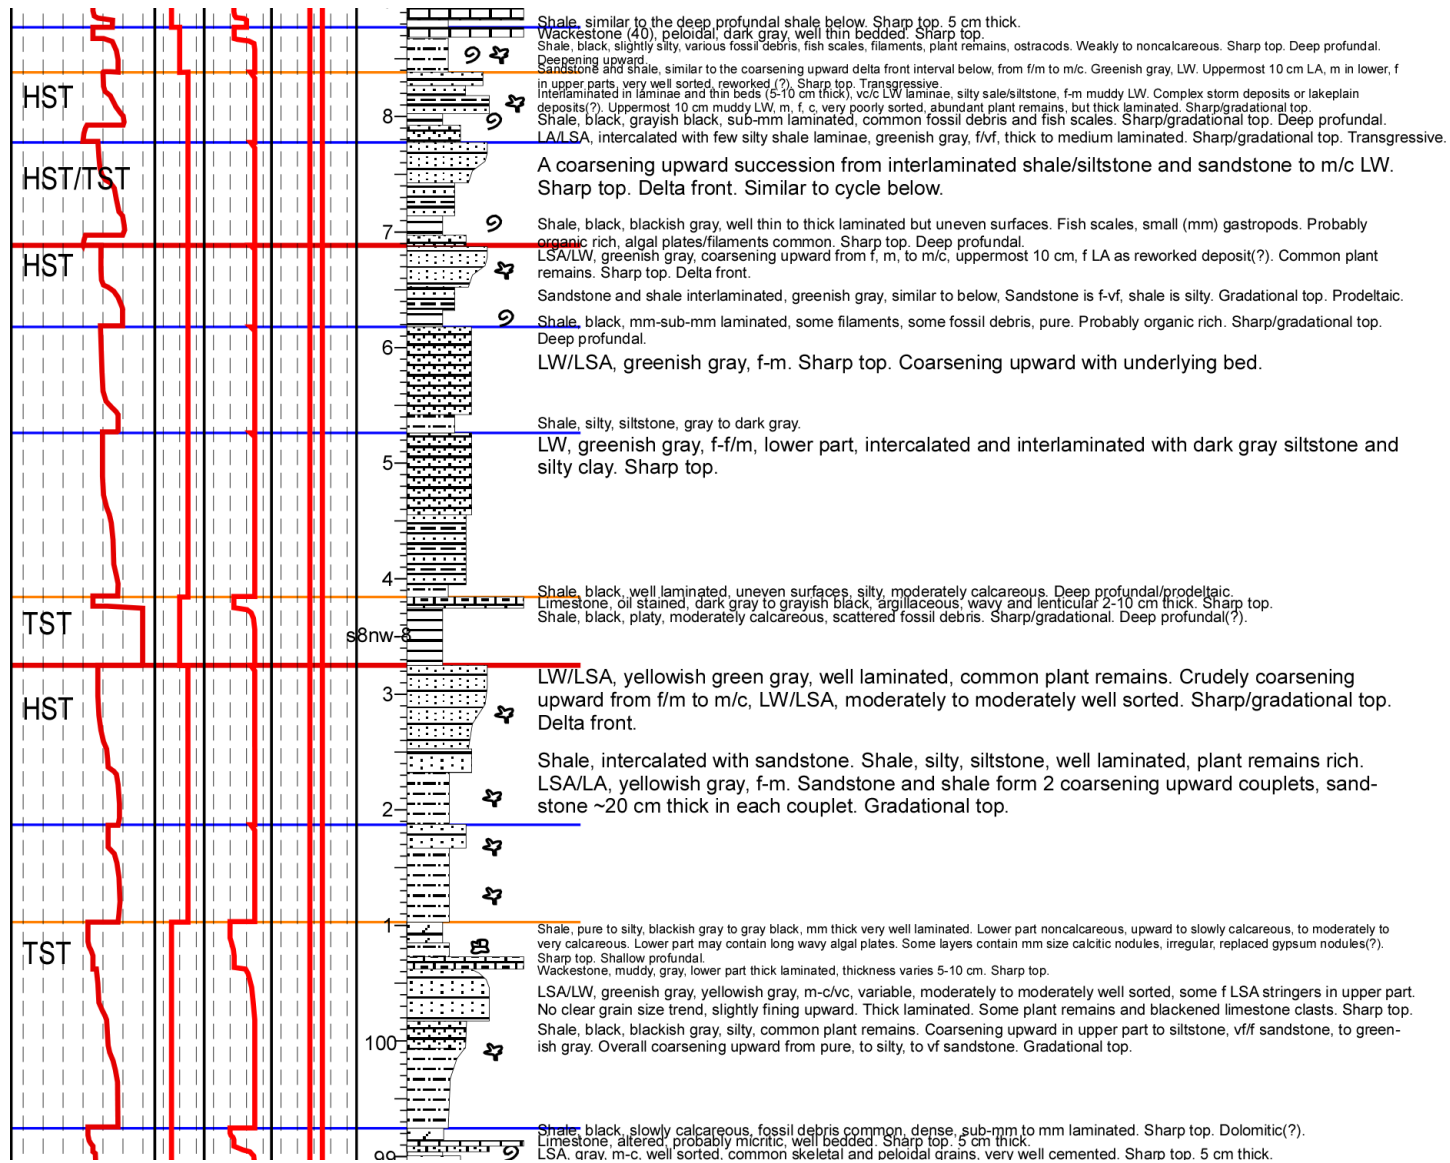 Shale, similar to the deep profundal shale below. Sharp top. 5 cm thick.
Wackestone (40), peloidal, dark gray, well thin bedded. Sharp top.
Shale, black, slightly silty, various fossil debris, fish scales, filaments, plant remains, ostracods. Weakly to noncalcareous. Sharp top. Deep profundal.
Deepening upward.
Sandstone and shale, similar to the coarsening upward delta front interval below, from f/m to m/c. Greenish gray, LW. Uppermost 10 cm LA, m in lower, f
in upper parts, very well sorted, reworked (?). Sharp top. Transgressive.
HST
Interlaminated in laminae and thin beds (5-10 cm thick), vc/c LW laminae, silty sale/siltstone, f-m muddy LW. Complex storm deposits or lakeplain
deposits(?). Uppermost 10 cm muddy LW, m, f, c, very poorly sorted, abundant plant remains, but thick laminated. Sharp/gradational top.
8
Shale, black, grayish black, sub-mm laminated, common fossil debris and fish scales. Sharp/gradational top. Deep profundal.
LA/LSA, intercalated with few silty shale laminae, greenish gray, f/vf, thick to medium laminated. Sharp/gradational top. Transgressive.
HST/TST
A coarsening upward succession from interlaminated shale/siltstone and sandstone to m/c LW.
Sharp top. Delta front. Similar to cycle below.
7
Shale, black, blackish gray, well thin to thick laminated but uneven surfaces. Fish scales, small (mm) gastropods. Probably
organic rich, algal plates/filaments common. Sharp top. Deep profundal.
HST
LSA/LW, greenish gray, coarsening upward from f, m, to m/c, uppermost 10 cm, f LA as reworked deposit(?). Common plant
remains. Sharp top. Delta front.
Sandstone and shale interlaminated, greenish gray, similar to below, Sandstone is f-vf, shale is silty. Gradational top. Prodeltaic.
Shale, black, mm-sub-mm laminated, some filaments, some fossil debris, pure. Probably organic rich. Sharp/gradational top.
Deep profundal.
6
LW/LSA, greenish gray, f-m. Sharp top. Coarsening upward with underlying bed.
Shale, silty, siltstone, gray to dark gray.
5
LW, greenish gray, f-f/m, lower part, intercalated and interlaminated with dark gray siltstone and
silty clay. Sharp top.
4
Shale, black, well laminated, uneven surfaces, silty, moderately calcareous. Deep profundal/prodeltaic.
Limestone, oil stained, dark gray to grayish black, argillaceous, wavy and lenticular 2-10 cm thick. Sharp top.
Shale, black, platy, moderately calcareous, scattered fossil debris. Sharp/gradational. Deep profundal(?).
TST
s8nw-8
3
HST
LW/LSA, yellowish green gray, well laminated, common plant remains. Crudely coarsening
upward from f/m to m/c, LW/LSA, moderately to moderately well sorted. Sharp/gradational top.
Delta front.
Shale, intercalated with sandstone. Shale, silty, siltstone, well laminated, plant remains rich.
LSA/LA, yellowish gray, f-m. Sandstone and shale form 2 coarsening upward couplets, sand-
stone ~20 cm thick in each couplet. Gradational top.
2
1
TST
Shale, pure to silty, blackish gray to gray black, mm thick very well laminated. Lower part noncalcareous, upward to slowly calcareous, to moderately to
very calcareous. Lower part may contain long wavy algal plates. Some layers contain mm size calcitic nodules, irregular, replaced gypsum nodules(?).
Sharp top. Shallow profundal.
Wackestone, muddy, gray, lower part thick laminated, thickness varies 5-10 cm. Sharp top.
LSA/LW, greenish gray, yellowish gray, m-c/vc, variable, moderately to moderately well sorted, some f LSA stringers in upper part.
No clear grain size trend, slightly fining upward. Thick laminated. Some plant remains and blackened limestone clasts. Sharp top.
100
Shale, black, blackish gray, silty, common plant remains. Coarsening upward in upper part to siltstone, vf/f sandstone, to green-
ish gray. Overall coarsening upward from pure, to silty, to vf sandstone. Gradational top.
Shale, black, slowly calcareous, fossil debris common, dense, sub-mm to mm laminated. Sharp top. Dolomitic(?).
Limestone, altered, probably micritic, well bedded. Sharp top. 5 cm thick.
99
LSA, gray, m-c, well sorted, common skeletal and peloidal grains, very well cemented. Sharp top. 5 cm thick.